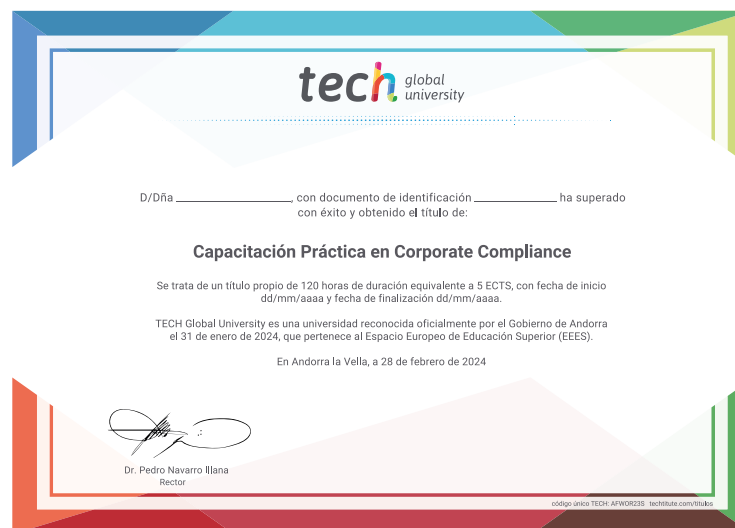 tech global
university
D/Dña ____________________, con documento de identificación ______________ ha superado
con éxito y obtenido el título de:
Capacitación Práctica en Corporate Compliance
Se trata de un título propio de 120 horas de duración equivalente a 5 ECTS, con fecha de inicio
dd/mm/aaaa y fecha de finalización dd/mm/aaaa.
TECH Global University es una universidad reconocida oficialmente por el Gobierno de Andorra
el 31 de enero de 2024, que pertenece al Espacio Europeo de Educación Superior (EEES).
En Andorra la Vella, a 28 de febrero de 2024
Dr. Pedro Navarro Illana
Rector
código único TECH: AFWOR23S techtitute.com/títulos